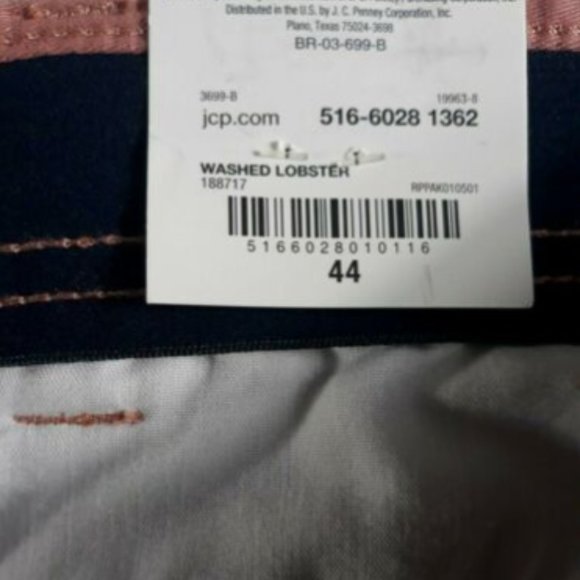 Distributed in the U.S. by J. C. Penney Corporation, Inc.
Plano, Texas 75024-3698
BR-03-699-B
3699-B 19963-8
jcp.com 516-6028 1362
WASHED LOBSTER
188717 RPPAK010501
5166028010116
44